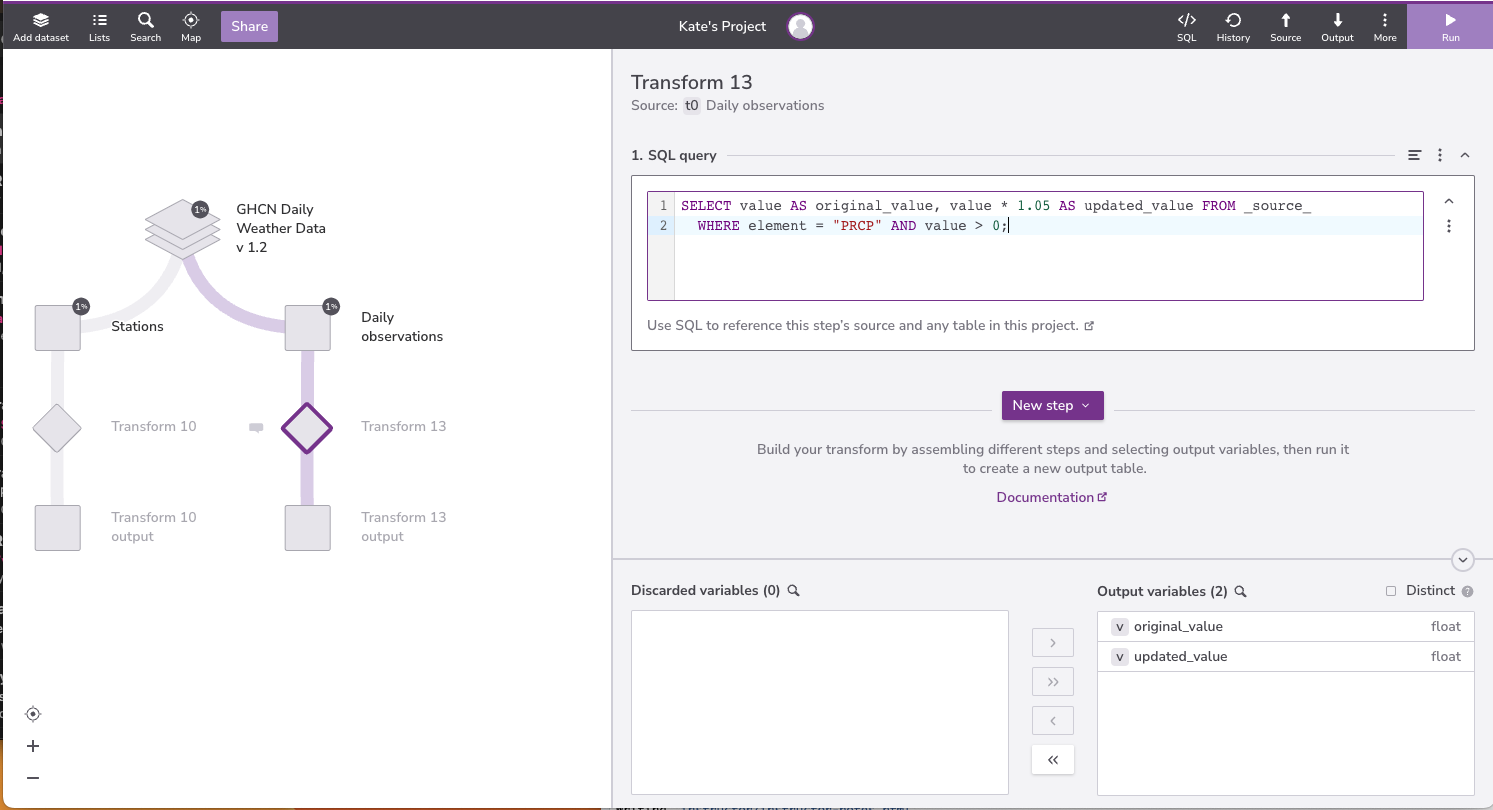 Add dataset
Lists
Search
Map
Share
Kate's Project
SQL
History
Source
Output
More
Run
GHCN Daily
Weather Data
v 1.2
1%
Stations
1%
Daily
observations
1%
Transform 10
Transform 13
Transform 10
output
Transform 13
output
Transform 13
Source: t0 Daily observations
1. SQL query
1 SELECT value AS original_value, value * 1.05 AS updated_value FROM _source_
2 WHERE element = "PRCP" AND value > 0;
Use SQL to reference this step's source and any table in this project.
New step
Build your transform by assembling different steps and selecting output variables, then run it
to create a new output table.
Documentation
Discarded variables (0)
Output variables (2)
Distinct ?
v original_value float
v updated_value float